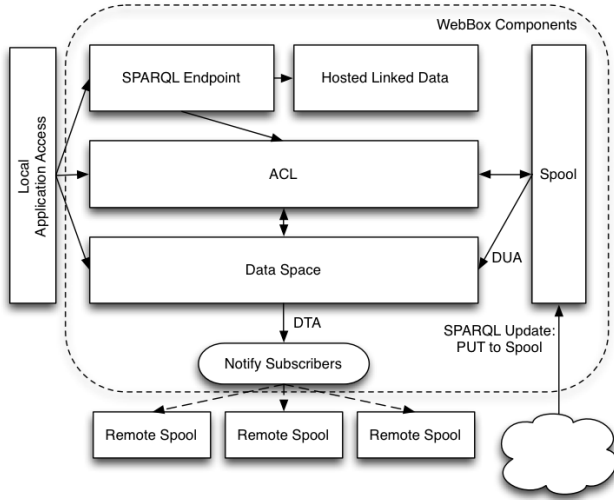 WebBox Components
SPARQL Endpoint
Hosted Linked Data
Local
Application Access
ACL
Spool
Data Space
DUA
DTA
SPARQL Update:
PUT to Spool
Notify Subscribers
Remote Spool
Remote Spool
Remote Spool